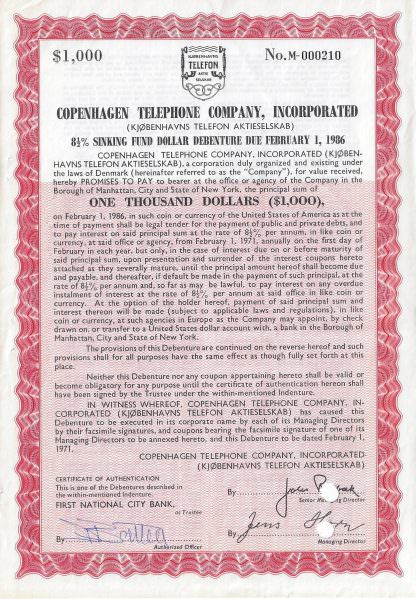 $1,000
No. M-000210
KJØBENHAVNS
TELEFON
AKTIE
SELSKAB
COPENHAGEN TELEPHONE COMPANY, INCORPORATED
(KJØBENHAVNS TELEFON AKTIESELSKAB)
8½% SINKING FUND DOLLAR DEBENTURE DUE FEBRUARY 1, 1986
COPENHAGEN TELEPHONE COMPANY, INCORPORATED (KJØBEN-
HAVNS TELEFON AKTIESELSKAB), a corporation duly organized and existing under
the laws of Denmark (hereinafter referred to as the "Company"), for value received,
hereby PROMISES TO PAY to bearer at the office or agency of the Company in the
Borough of Manhattan, City and State of New York, the principal sum of
ONE THOUSAND DOLLARS ($1,000),
on February 1, 1986, in such coin or currency of the United States of America as at the
time of payment shall be legal tender for the payment of public and private debts, and
to pay interest on said principal sum at the rate of 8½% per annum, in like coin or
currency, at said office or agency, from February 1, 1971, annually on the first day of
February in each year, but only, in the case of interest due on or before maturity of
said principal sum, upon presentation and surrender of the interest coupons hereto
attached as they severally mature, until the principal amount hereof shall become due
and payable, and thereafter, if default be made in the payment of such principal, at the
rate of 8½% per annum and, so far as may be lawful, to pay interest on any overdue
instalment of interest at the rate of 8½% per annum at said office in like coin or
currency. At the option of the holder hereof, payment of said principal sum and
interest thereon will be made (subject to applicable laws and regulations), in like
coin or currency, at such agencies in Europe as the Company may appoint, by check
drawn on, or transfer to a United States dollar account with, a bank in the Borough of
Manhattan, City and State of New York.
The provisions of this Debenture are continued on the reverse hereof and such
provisions shall for all purposes have the same effect as though fully set forth at this
place.
Neither this Debenture nor any coupon appertaining hereto shall be valid or
become obligatory for any purpose until the certificate of authentication hereon shall
have been signed by the Trustee under the within-mentioned Indenture.
IN WITNESS WHEREOF, COPENHAGEN TELEPHONE COMPANY, IN-
CORPORATED (KJØBENHAVNS TELEFON AKTIESELSKAB) has caused this
Debenture to be executed in its corporate name by each of its Managing Directors
by their facsimile signatures, and coupons bearing the facsimile signature of one of its
Managing Directors to be annexed hereto, and this Debenture to be dated February 1,
1971.
COPENHAGEN TELEPHONE COMPANY, INCORPORATED
(KJØBENHAVNS TELEFON AKTIESELSKAB)
CERTIFICATE OF AUTHENTICATION
This is one of the Debentures described
in the within-mentioned Indenture.
FIRST NATIONAL CITY BANK,
as Trustee
By
Authorized Officer
By
Senior Managing Director
By Jens
Managing Director